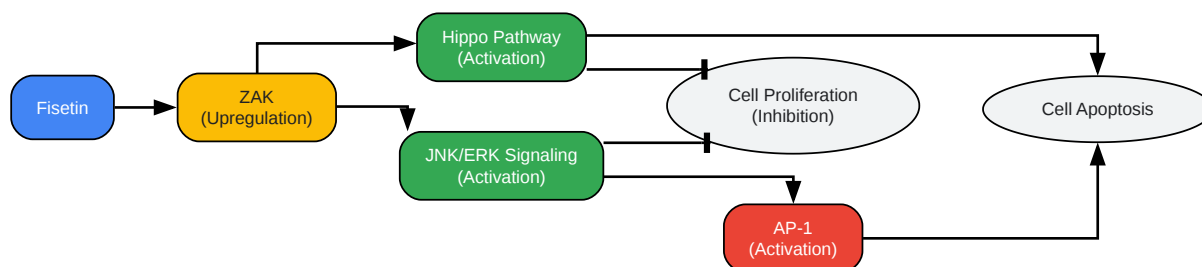 Fisetin
ZAK
(Upregulation)
Hippo Pathway
(Activation)
JNK/ERK Signaling
(Activation)
Cell Proliferation
(Inhibition)
AP-1
(Activation)
Cell Apoptosis